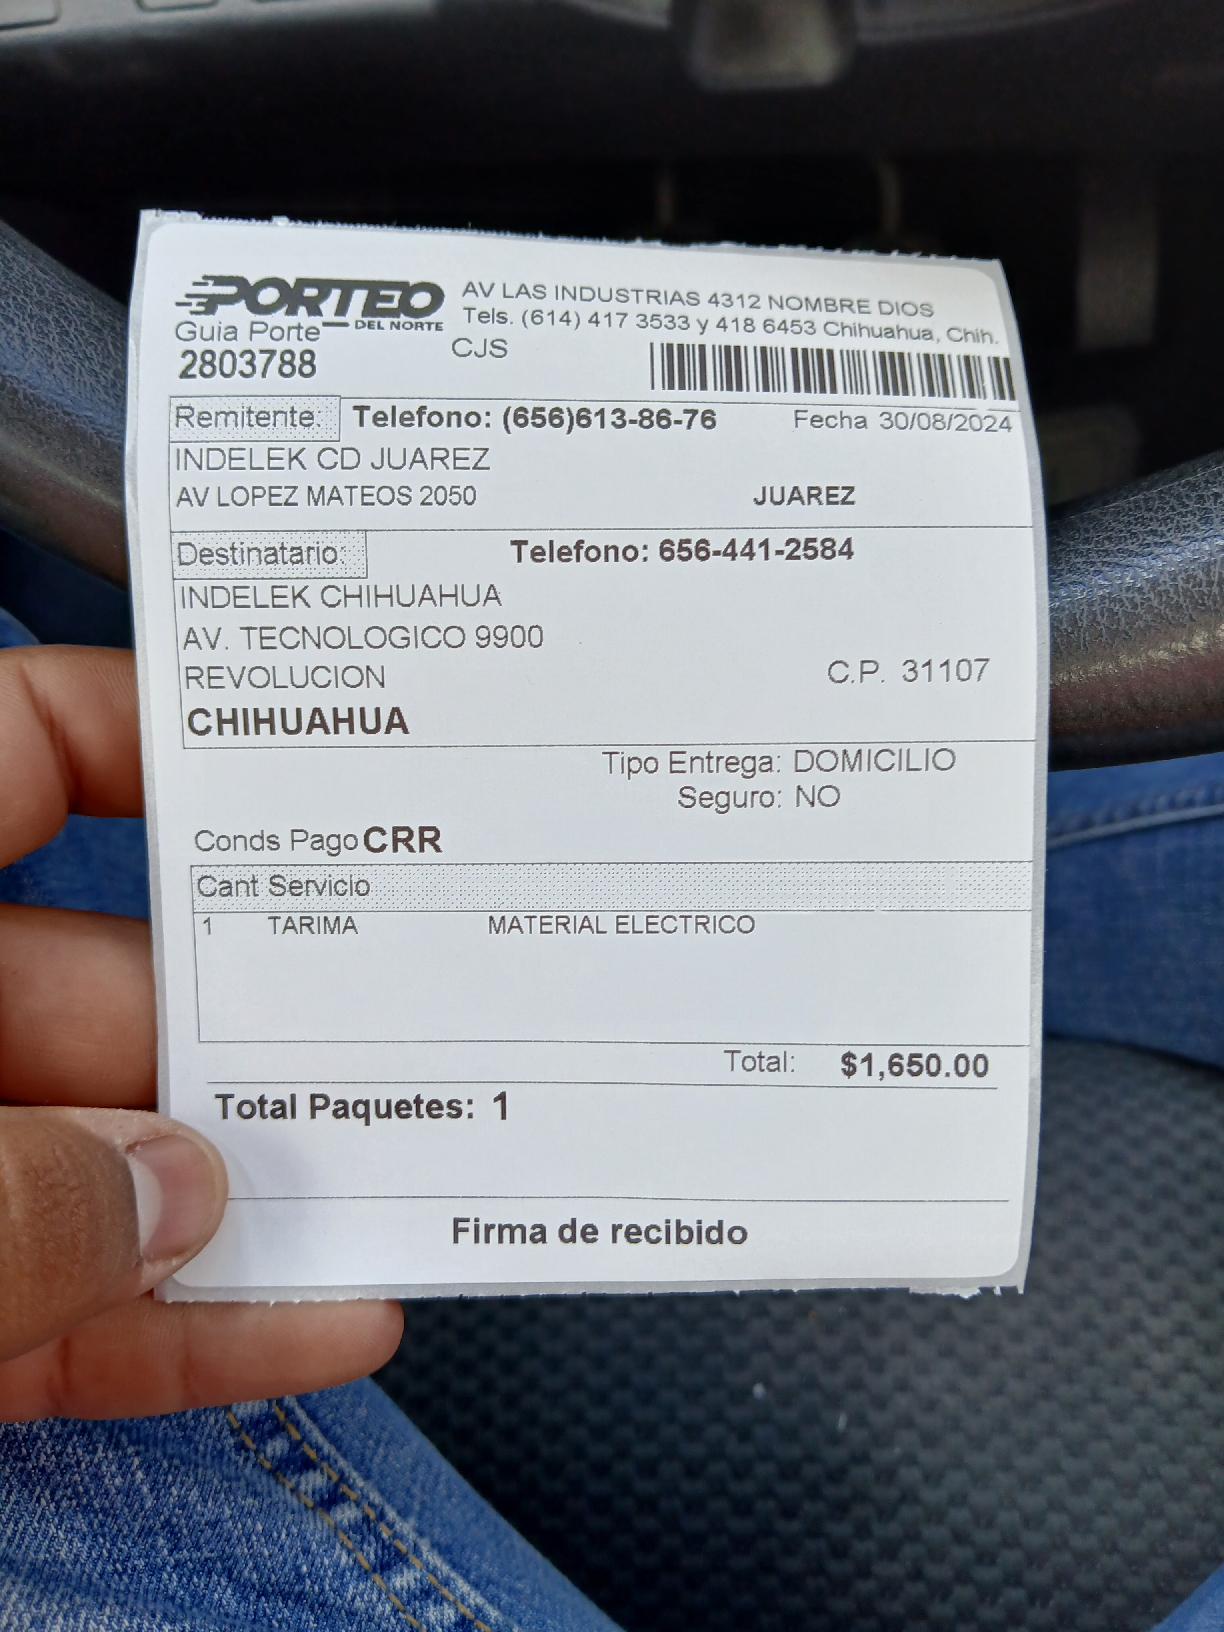 PORTEO
DEL NORTE
AV LAS INDUSTRIAS 4312 NOMBRE DIOS
Tels. (614) 417 3533 y 418 6453 Chihuahua, Chih.
Guia Porte
CJS
2803788
Remitente: Telefono: (656)613-86-76 Fecha 30/08/2024
INDELEK CD JUAREZ
AV LOPEZ MATEOS 2050 JUAREZ
Destinatario: Telefono: 656-441-2584
INDELEK CHIHUAHUA
AV. TECNOLOGICO 9900
REVOLUCION C.P. 31107
CHIHUAHUA
Tipo Entrega: DOMICILIO
Seguro: NO
Conds Pago CRR
Cant Servicio
1 TARIMA MATERIAL ELECTRICO
Total: $1,650.00
Total Paquetes: 1
Firma de recibido